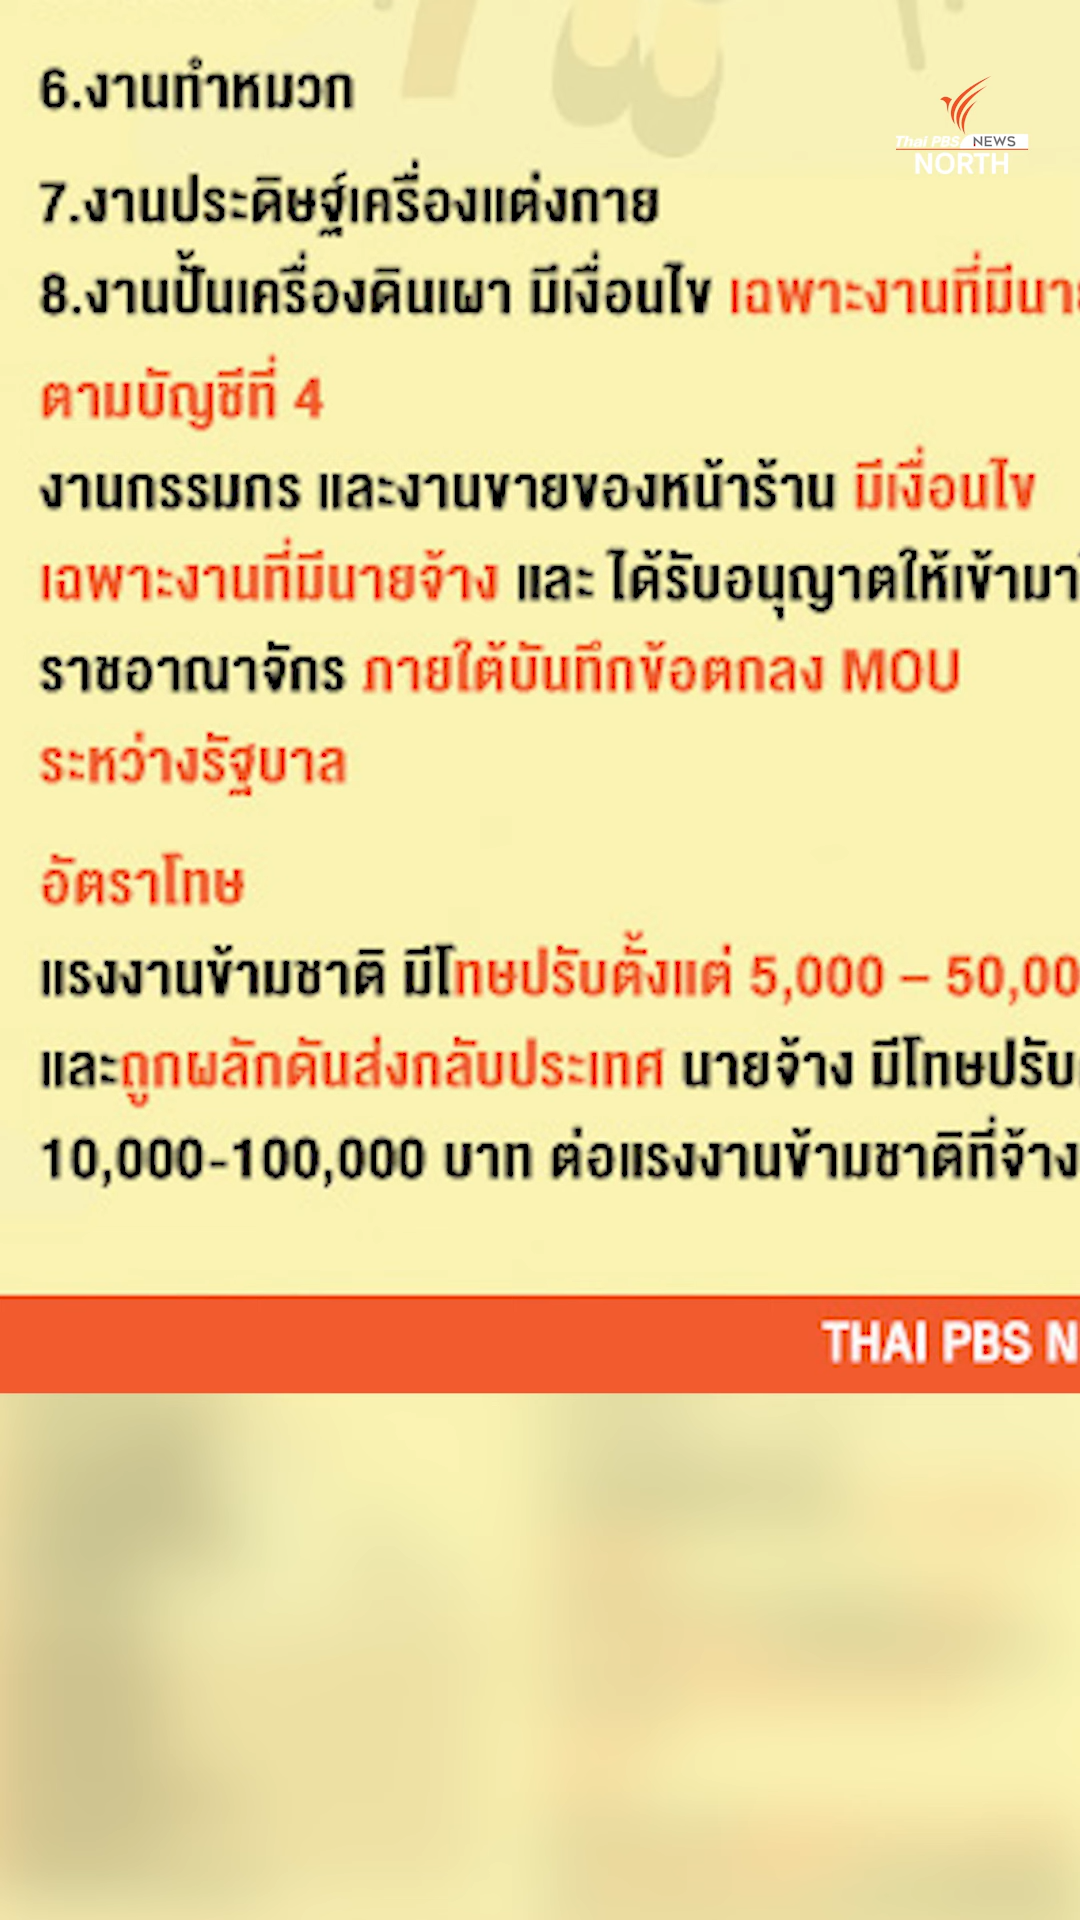 Thai PBS NEWS
NORTH
6.งานทำหมวก
7.งานประดิษฐ์เครื่องแต่งกาย
8.งานปั้นเครื่องดินเผา มีเงื่อนไข เฉพาะงานที่มีนา
ตามบัญชีที่ 4
งานกรรมกร และงานขายของหน้าร้าน มีเงื่อนไข
เฉพาะงานที่มีนายจ้าง และ ได้รับอนุญาตให้เข้ามา
ราชอาณาจักร ภายใต้บันทึกข้อตกลง MOU
ระหว่างรัฐบาล
อัตราโทษ
แรงงานข้ามชาติ มีโทษปรับตั้งแต่ 5,000 – 50,00
และถูกผลักดันส่งกลับประเทศ นายจ้าง มีโทษปรับ
10,000-100,000 บาท ต่อแรงงานข้ามชาติที่จ้าง
THAI PBS N